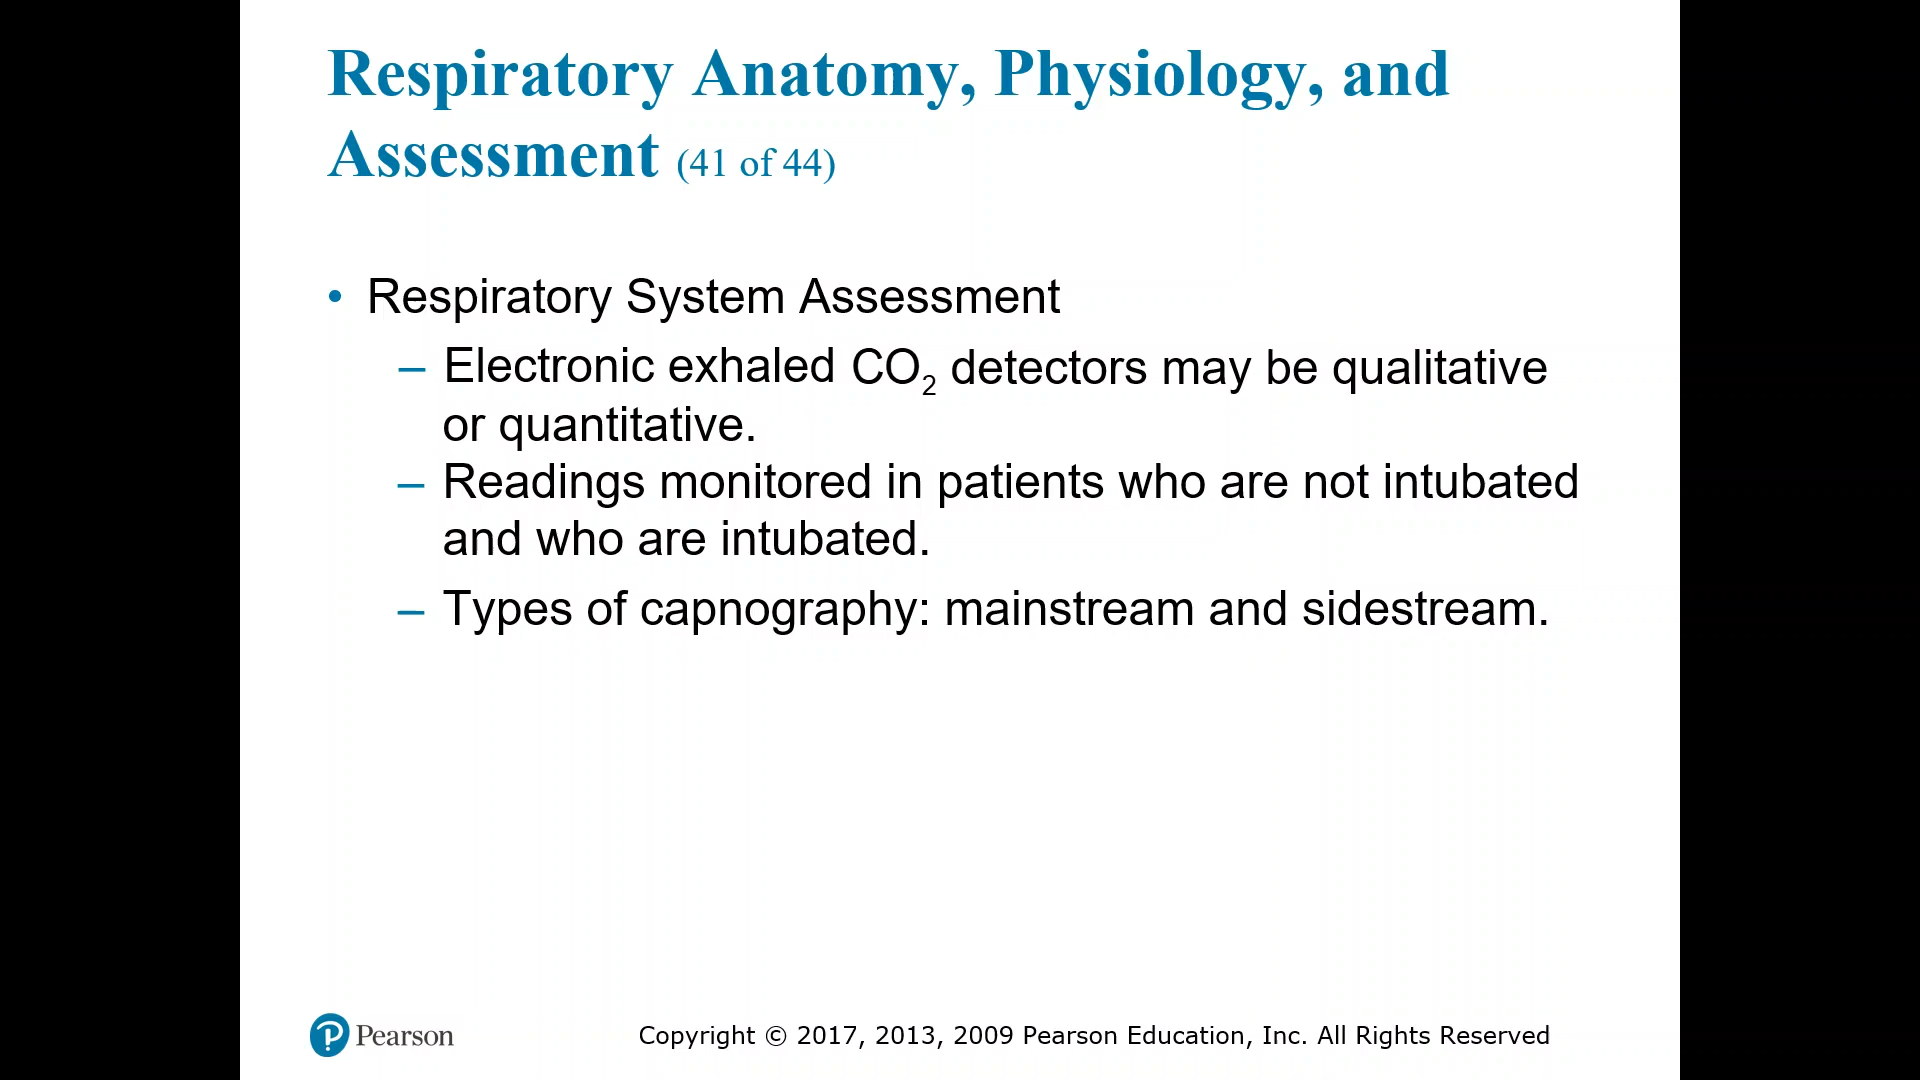 Respiratory Anatomy, Physiology, and
Assessment (41 of 44)
• Respiratory System Assessment
– Electronic exhaled CO₂ detectors may be qualitative
or quantitative.
– Readings monitored in patients who are not intubated
and who are intubated.
– Types of capnography: mainstream and sidestream.
Pearson
Copyright © 2017, 2013, 2009 Pearson Education, Inc. All Rights Reserved